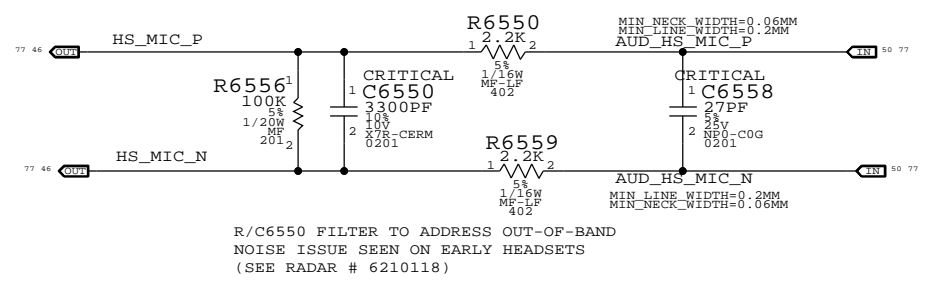 R6550
2.2K
1 2
5%
1/16W
MF-LF
402
MIN_NECK_WIDTH=0.06MM
MIN_LINE_WIDTH=0.2MM
AUD_HS_MIC_P
77 46 OUT
HS_MIC_P
IN 50 77
R6556
100K
5%
1/20W
MF
201
1
2
CRITICAL
C6550
3300PF
10%
10V
X7R-CERM
0201
1
2
CRITICAL
C6558
27PF
5%
25V
NP0-C0G
0201
1
2
R6559
2.2K
1 2
5%
1/16W
MF-LF
402
77 46 OUT
HS_MIC_N
AUD_HS_MIC_N
IN 50 77
MIN_LINE_WIDTH=0.2MM
MIN_NECK_WIDTH=0.06MM
R/C6550 FILTER TO ADDRESS OUT-OF-BAND
NOISE ISSUE SEEN ON EARLY HEADSETS
(SEE RADAR # 6210118)